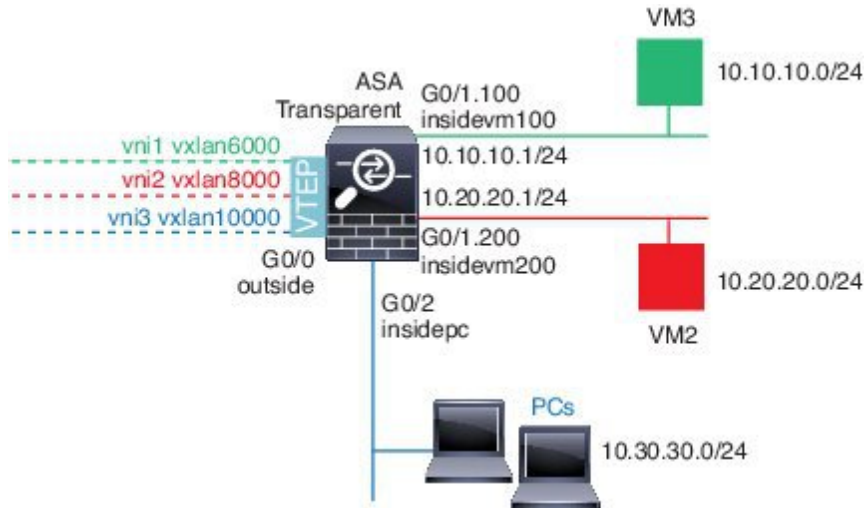 VM3
10.10.10.0/24
ASA
Transparent
G0/1.100
insidevm100
vni1 vxlan6000
vni2 vxlan8000
vni3 vxlan10000
VTEP
10.10.10.1/24
10.20.20.1/24
G0/1.200
insidevm200
G0/0
outside
10.20.20.0/24
VM2
G0/2
insidepc
PCs
10.30.30.0/24